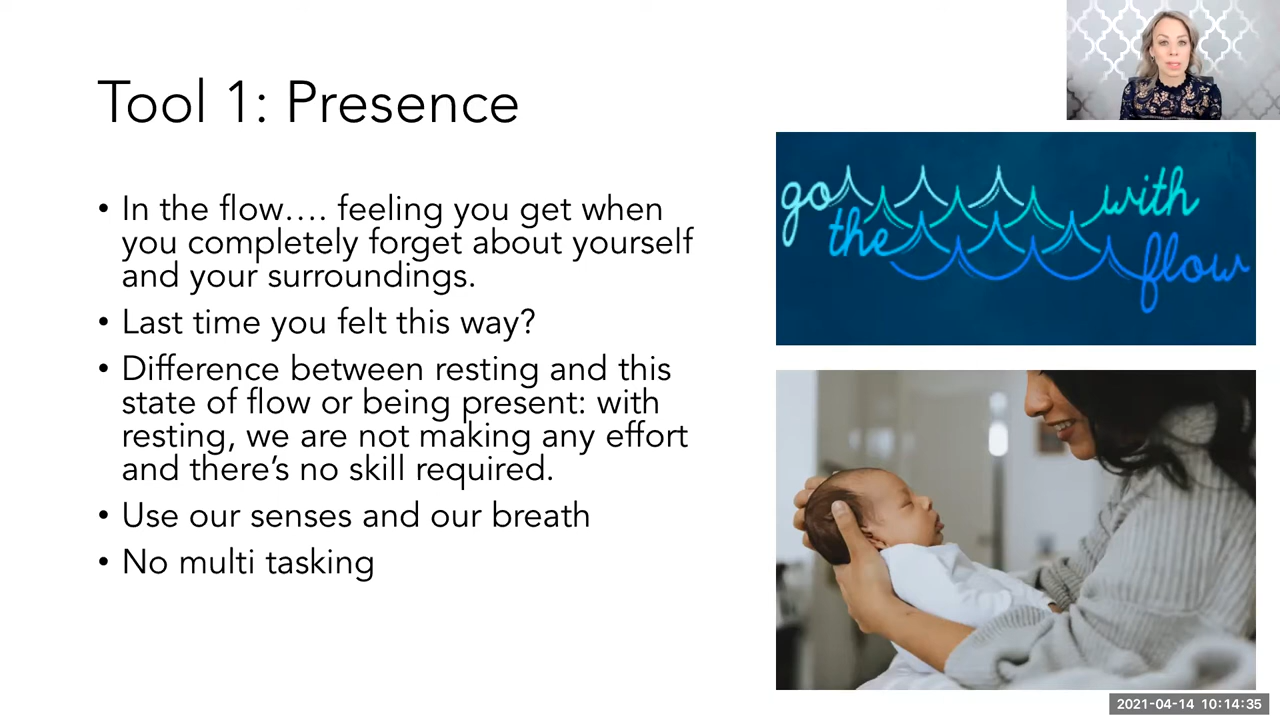 Tool 1: Presence
• In the flow…. feeling you get when
you completely forget about yourself
and your surroundings.
• Last time you felt this way?
• Difference between resting and this
state of flow or being present: with
resting, we are not making any effort
and there’s no skill required.
• Use our senses and our breath
• No multi tasking
go with
the flow
2021-04-14 10:14:35